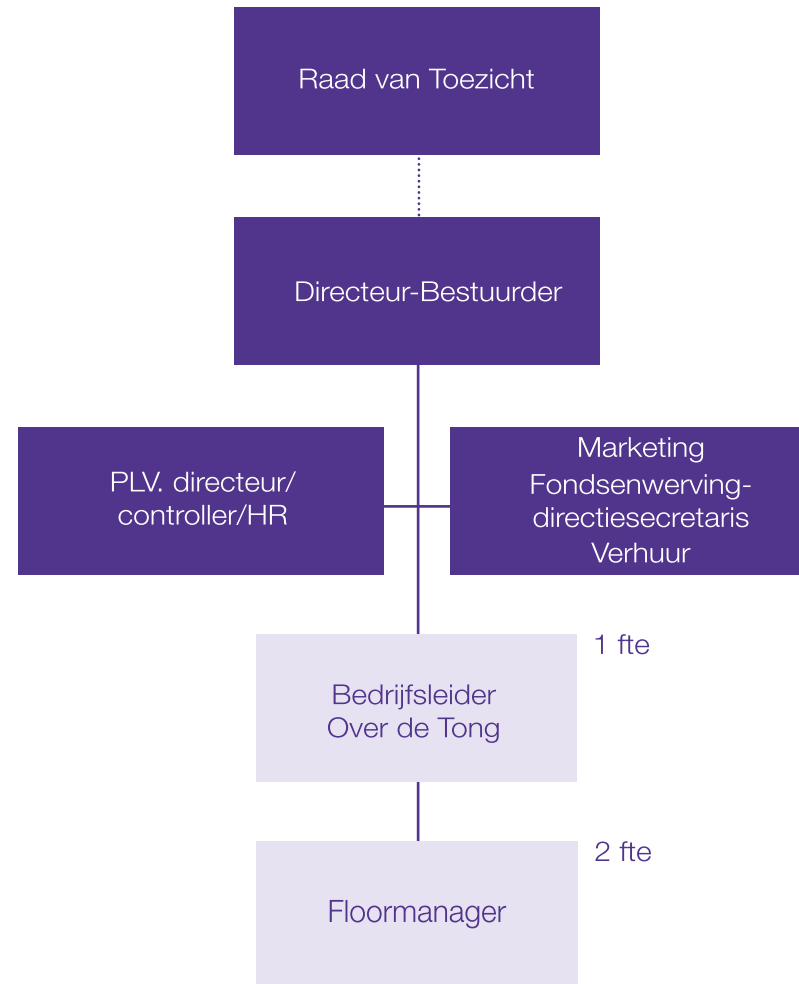 Raad van Toezicht
Directeur-Bestuurder
PLV. directeur/
controller/HR
Marketing
Fondsenwerving-
directiesecretaris
Verhuur
1 fte
Bedrijfsleider
Over de Tong
2 fte
Floormanager